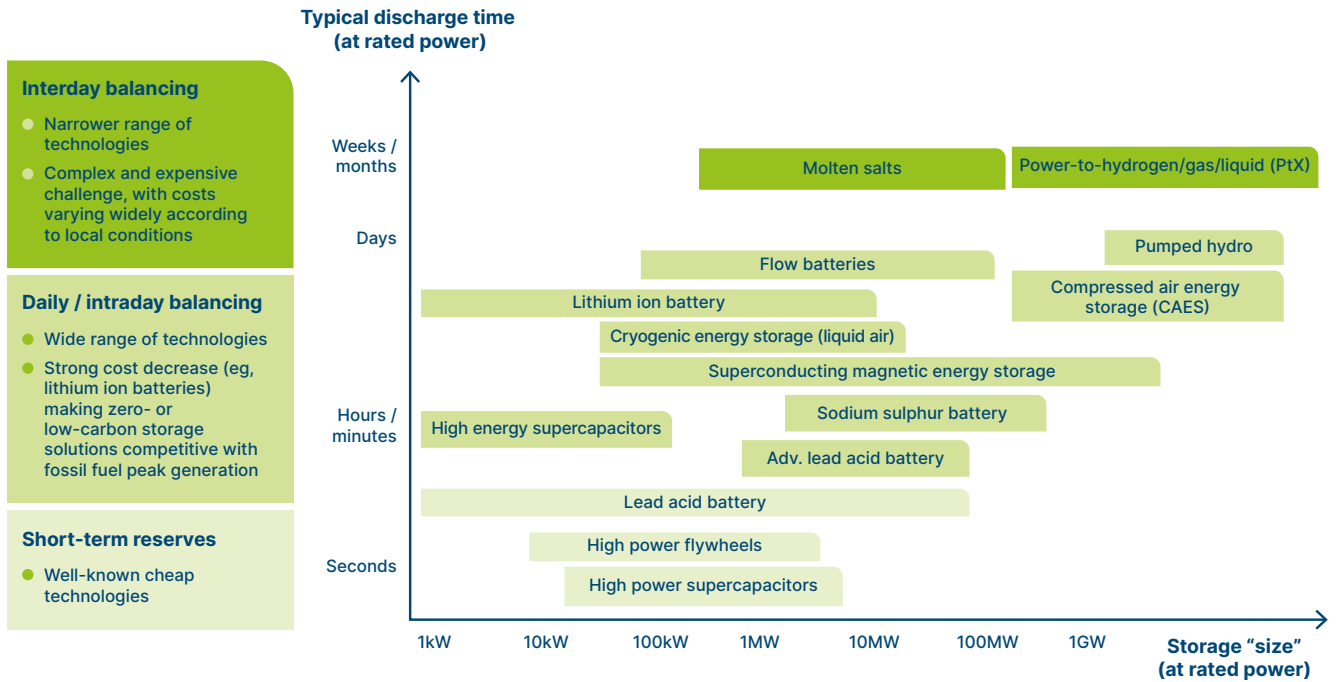 Typical discharge time
(at rated power)
Interday balancing
Narrower range of
technologies
Complex and expensive
challenge, with costs
varying widely according
to local conditions
Daily / intraday balancing
Wide range of technologies
Strong cost decrease (eg,
lithium ion batteries)
making zero- or
low-carbon storage
solutions competitive with
fossil fuel peak generation
Short-term reserves
Well-known cheap
technologies
Weeks /
months
Days
Hours /
minutes
Seconds
Molten salts
Power-to-hydrogen/gas/liquid (PtX)
Pumped hydro
Flow batteries
Compressed air energy
storage (CAES)
Lithium ion battery
Cryogenic energy storage (liquid air)
Superconducting magnetic energy storage
Sodium sulphur battery
High energy supercapacitors
Adv. lead acid battery
Lead acid battery
High power flywheels
High power supercapacitors
1kW
10kW
100kW
1MW
10MW
100MW
1GW
Storage “size”
(at rated power)